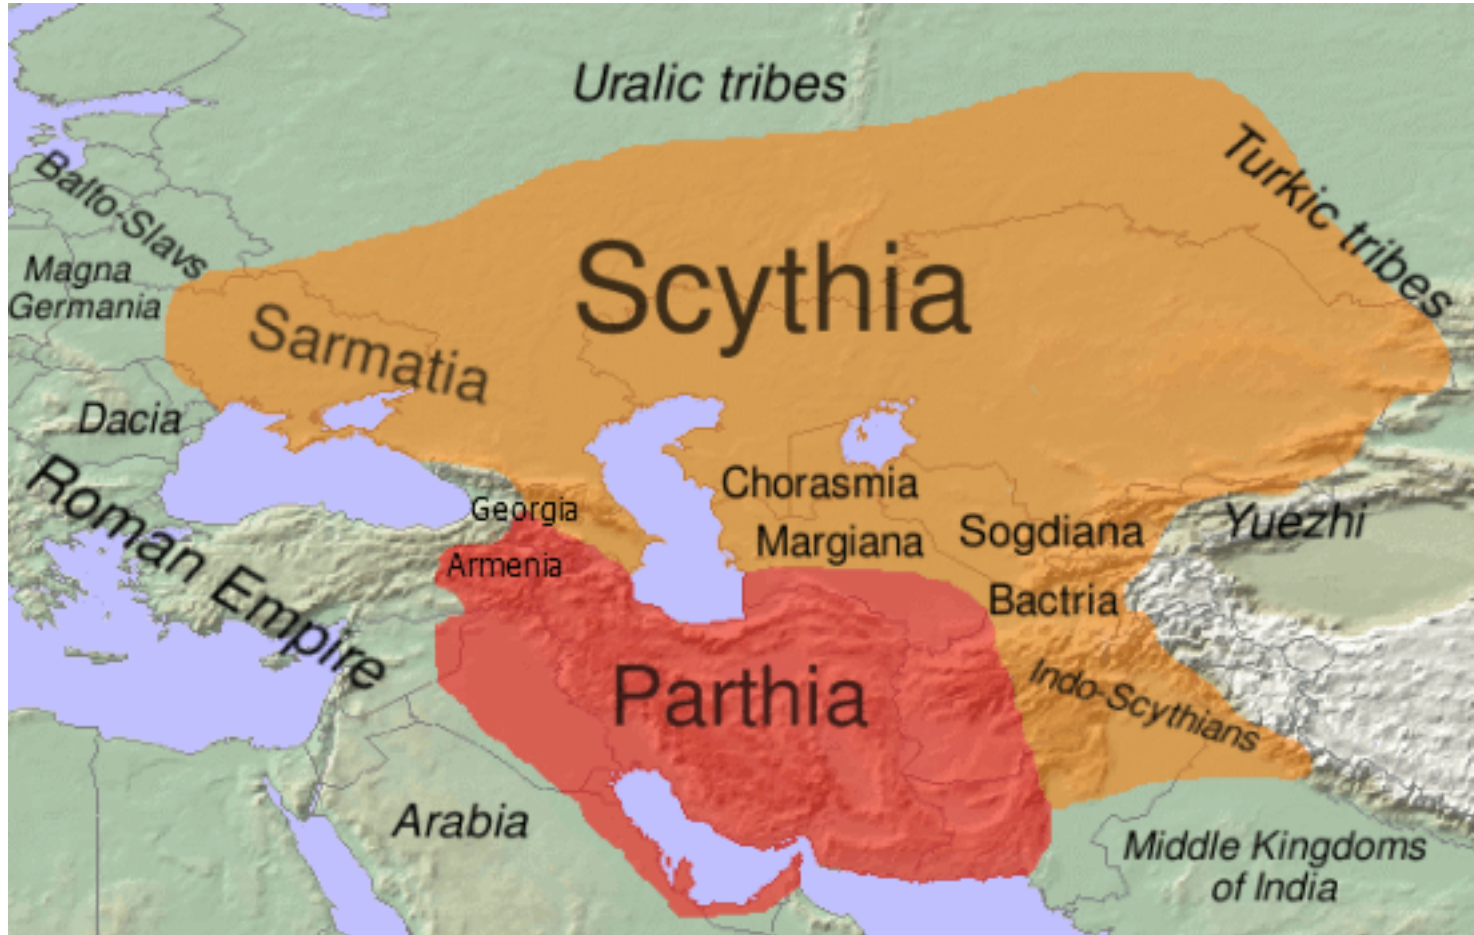 Uralic tribes
Turkic tribes
Balto-Slavs
Magna
Germania
Scythia
Sarmatia
Dacia
Roman Empire
Georgia
Armenia
Chorasmia
Margiana
Sogdiana
Yuezhi
Bactria
Indo-Scythians
Parthia
Arabia
Middle Kingdoms
of India